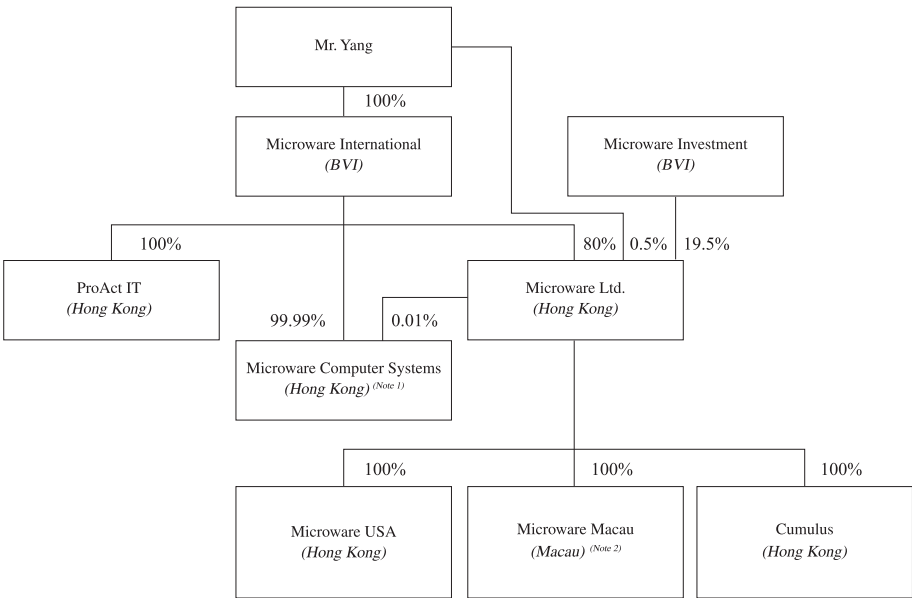 Mr. Yang
100%
Microware International
(BVI)
Microware Investment
(BVI)
100%
80%
0.5%
19.5%
ProAct IT
(Hong Kong)
Microware Ltd.
(Hong Kong)
99.99%
0.01%
Microware Computer Systems
(Hong Kong) (Note 1)
100%
100%
100%
Microware USA
(Hong Kong)
Microware Macau
(Macau) (Note 2)
Cumulus
(Hong Kong)